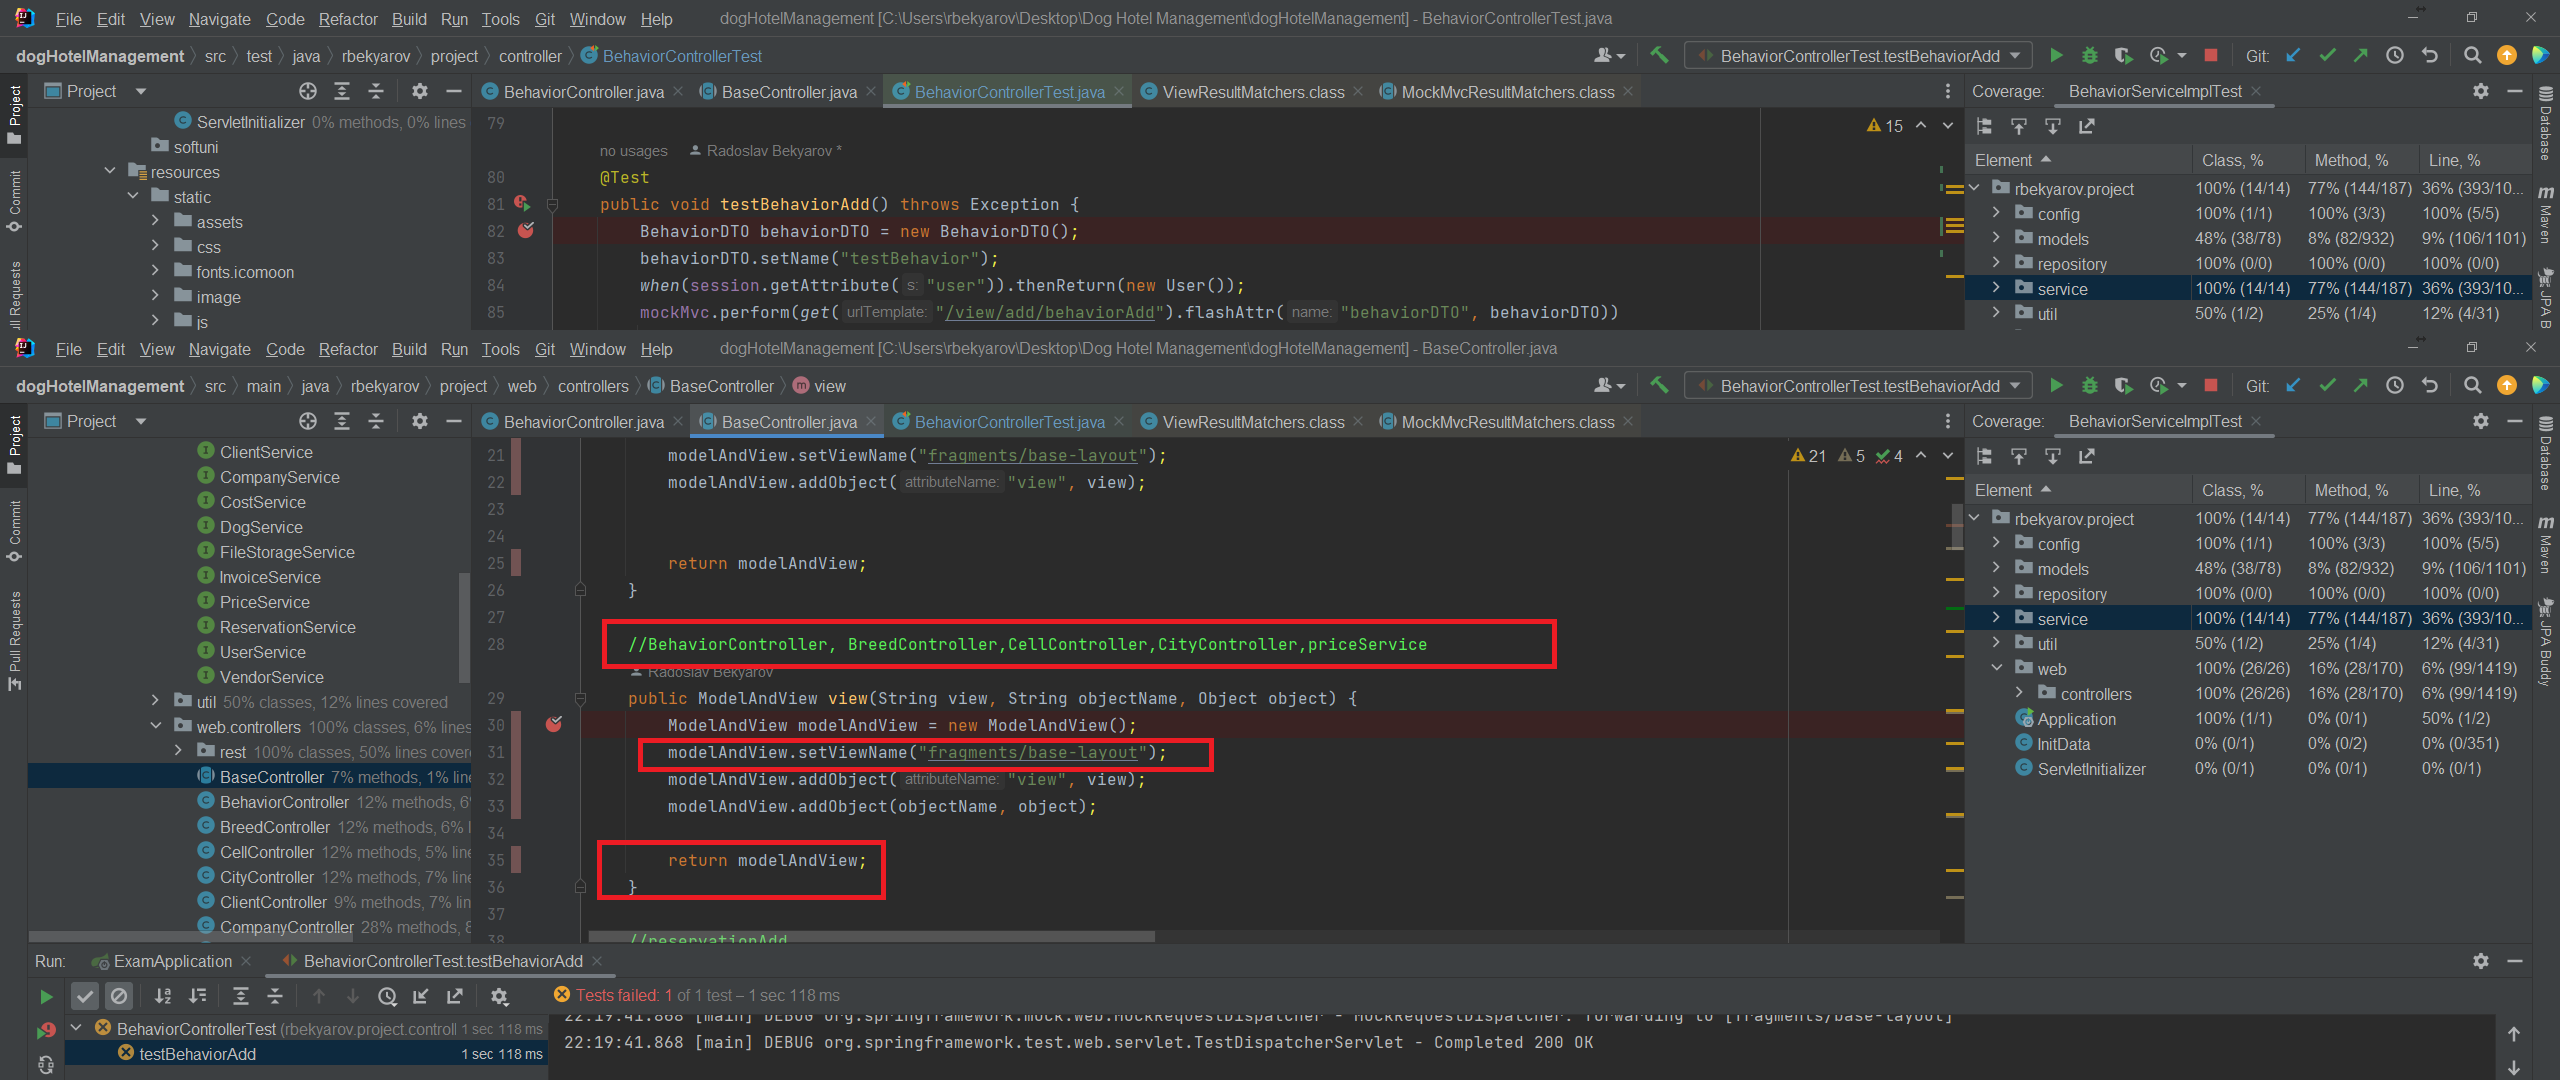 File Edit View Navigate Code Refactor Build Run Tools Git Window Help dogHotelManagement [C:\Users\rbekyarov\Desktop\Dog Hotel Management\dogHotelManagement] - BehaviorControllerTest.java
dogHotelManagement src test java rbekyarov project controller BehaviorControllerTest BehaviorControllerTest.testBehaviorAdd Git:
Project BehaviorController.java BaseController.java BehaviorControllerTest.java ViewResultMatchers.class MockMvcResultMatchers.class Coverage: BehaviorServiceImplTest
Project
Commit
Pull Requests
ServletInitializer 0% methods, 0% lines
softuni
resources
static
assets
css
fonts.icomoon
image
js
79
15
no usages Radoslav Bekyarov *
80 @Test
81 public void testBehaviorAdd() throws Exception {
82 BehaviorDTO behaviorDTO = new BehaviorDTO();
83 behaviorDTO.setName("testBehavior");
84 when(session.getAttribute( s: "user")).thenReturn(new User());
85 mockMvc.perform(get( urlTemplate: "/view/add/behaviorAdd").flashAttr( name: "behaviorDTO", behaviorDTO))
Element Class, % Method, % Line, %
rbekyarov.project 100% (14/14) 77% (144/187) 36% (393/10...
config 100% (1/1) 100% (3/3) 100% (5/5)
models 48% (38/78) 8% (82/932) 9% (106/1101)
repository 100% (0/0) 100% (0/0) 100% (0/0)
service 100% (14/14) 77% (144/187) 36% (393/10...
util 50% (1/2) 25% (1/4) 12% (4/31)
Database
Maven
JPA B
File Edit View Navigate Code Refactor Build Run Tools Git Window Help dogHotelManagement [C:\Users\rbekyarov\Desktop\Dog Hotel Management\dogHotelManagement] - BaseController.java
dogHotelManagement src main java rbekyarov project web controllers BaseController view BehaviorControllerTest.testBehaviorAdd Git:
Project BehaviorController.java BaseController.java BehaviorControllerTest.java ViewResultMatchers.class MockMvcResultMatchers.class Coverage: BehaviorServiceImplTest
Project
Commit
Pull Requests
ClientService
CompanyService
CostService
DogService
FileStorageService
InvoiceService
PriceService
ReservationService
UserService
VendorService
util 50% classes, 12% lines covered
web.controllers 100% classes, 6% lines
rest 100% classes, 50% lines cover
BaseController 7% methods, 1% line
BehaviorController 12% methods, 6%
BreedController 12% methods, 6% l
CellController 12% methods, 5% line
CityController 12% methods, 7% line
ClientController 9% methods, 7% line
CompanyController 28% methods, 8
21 modelAndView.setViewName("fragments/base-layout");
21 5 4
22 modelAndView.addObject( attributeName: "view", view);
23
24
25 return modelAndView;
26 }
27
28 //BehaviorController, BreedController,CellController,CityController,priceService
Radoslav Bekyarov
29 public ModelAndView view(String view, String objectName, Object object) {
30 ModelAndView modelAndView = new ModelAndView();
31 modelAndView.setViewName("fragments/base-layout");
32 modelAndView.addObject( attributeName: "view", view);
33 modelAndView.addObject(objectName, object);
34
35 return modelAndView;
36 }
37
38 //reservationAdd
Element Class, % Method, % Line, %
rbekyarov.project 100% (14/14) 77% (144/187) 36% (393/10...
config 100% (1/1) 100% (3/3) 100% (5/5)
models 48% (38/78) 8% (82/932) 9% (106/1101)
repository 100% (0/0) 100% (0/0) 100% (0/0)
service 100% (14/14) 77% (144/187) 36% (393/10...
util 50% (1/2) 25% (1/4) 12% (4/31)
web 100% (26/26) 16% (28/170) 6% (99/1419)
controllers 100% (26/26) 16% (28/170) 6% (99/1419)
Application 100% (1/1) 0% (0/1) 50% (1/2)
InitData 0% (0/1) 0% (0/2) 0% (0/351)
ServletInitializer 0% (0/1) 0% (0/1) 0% (0/1)
Database
Maven
JPA Buddy
Run: ExamApplication BehaviorControllerTest.testBehaviorAdd
Tests failed: 1 of 1 test – 1 sec 118 ms
BehaviorControllerTest (rbekyarov.project.controll 1 sec 118 ms
testBehaviorAdd 1 sec 118 ms
22:19:41.868 [main] DEBUG org.springframework.mock.web.MockRequestDispatcher - MockRequestDispatcher: forwarding to [fragments/base-layout]
22:19:41.868 [main] DEBUG org.springframework.test.web.servlet.TestDispatcherServlet - Completed 200 OK